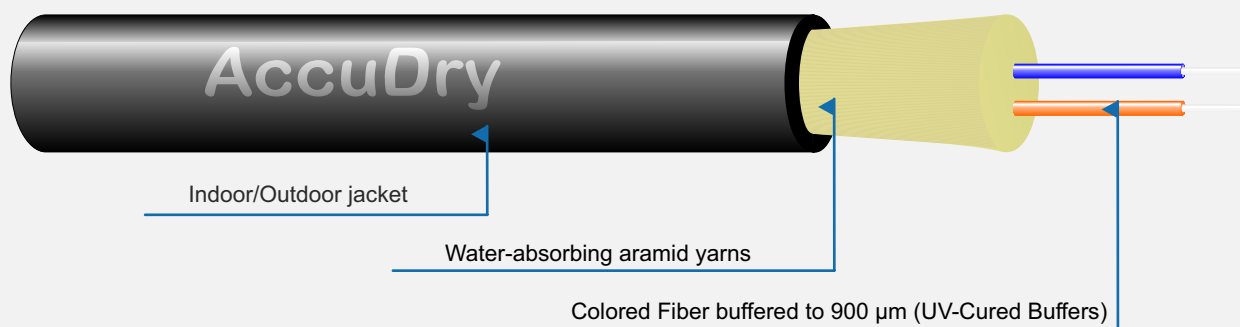 AccuDry
Indoor/Outdoor jacket
Water-absorbing aramid yarns
Colored Fiber buffered to 900 µm (UV-Cured Buffers)